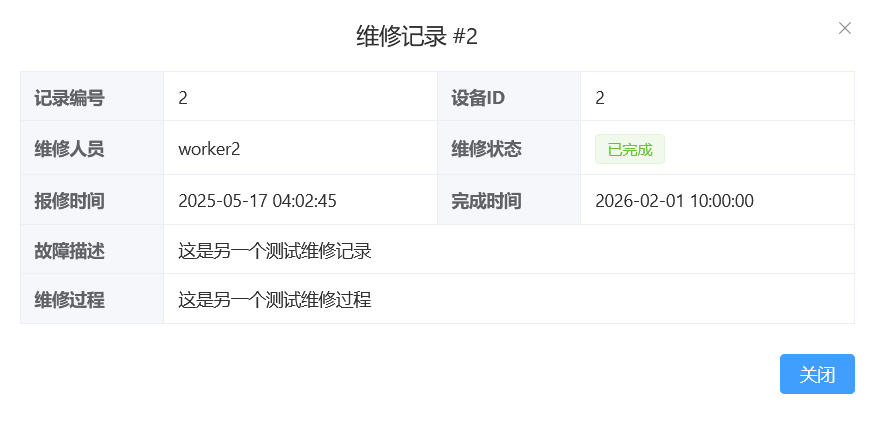 维修记录 #2
记录编号 2 设备ID 2
维修人员 worker2 维修状态 已完成
报修时间 2025-05-17 04:02:45 完成时间 2026-02-01 10:00:00
故障描述 这是另一个测试维修记录
维修过程 这是另一个测试维修过程
关闭